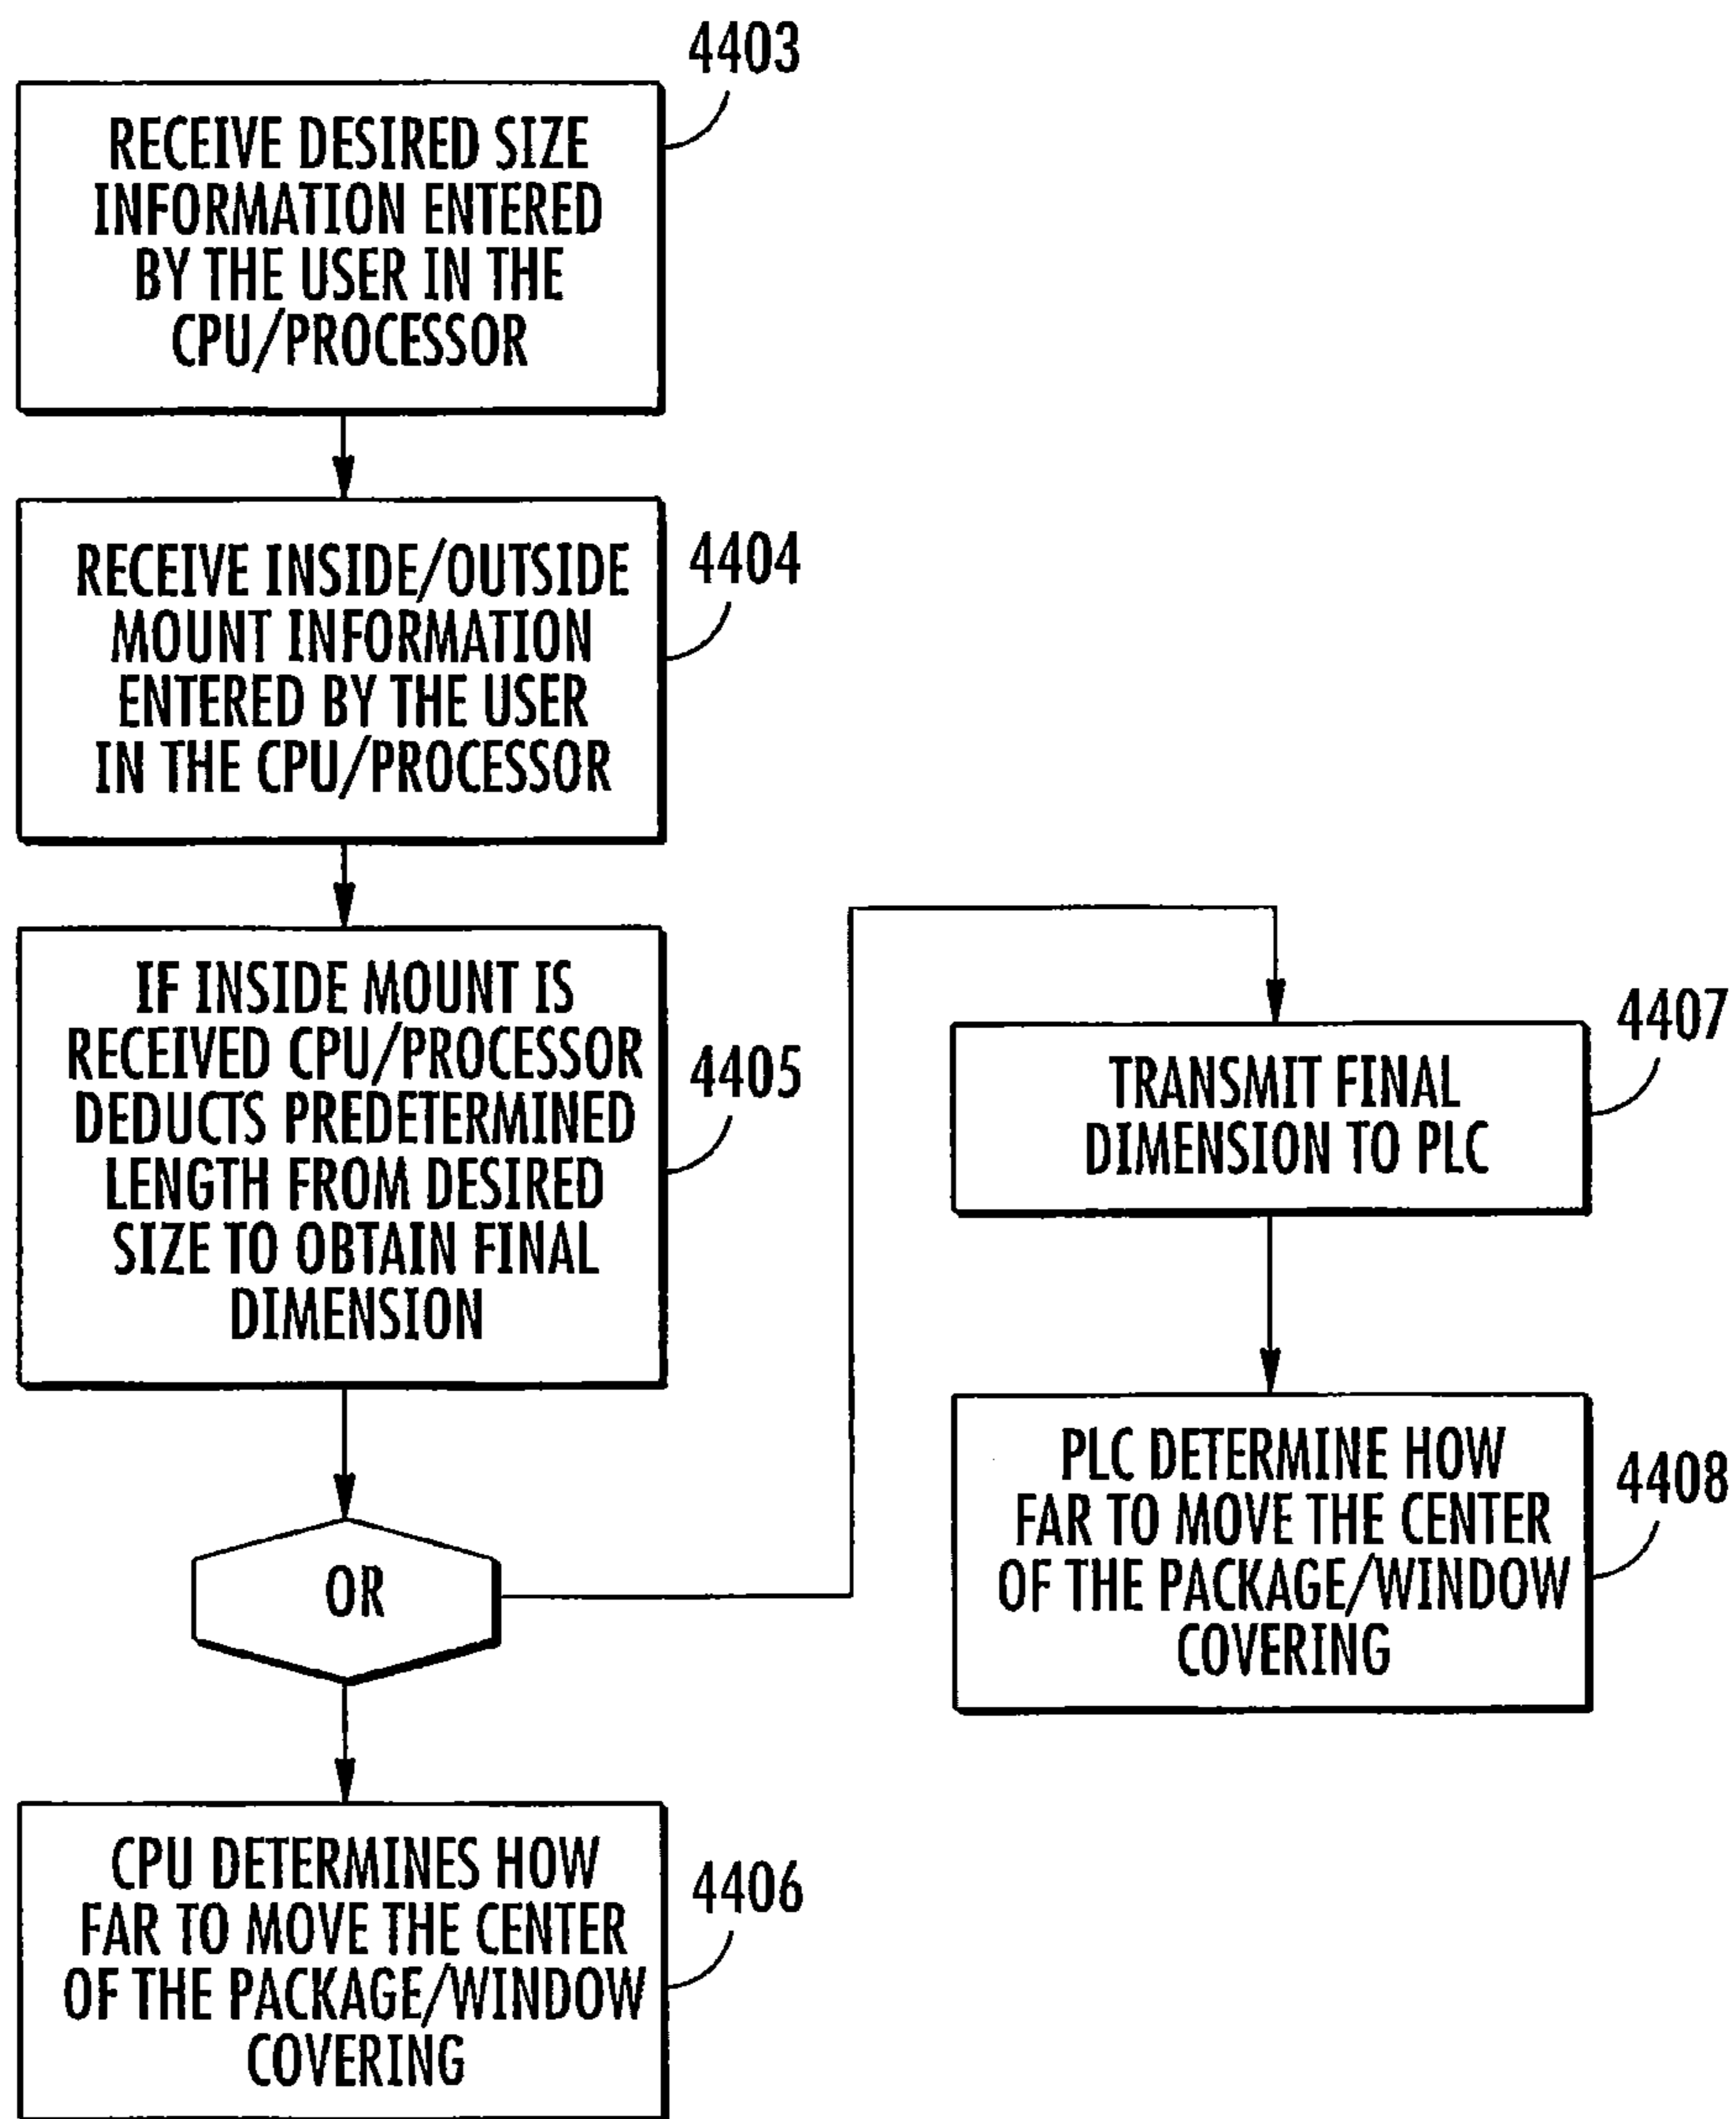 4403
RECEIVE DESIRED SIZE
INFORMATION ENTERED
BY THE USER IN THE
CPU/PROCESSOR
4404
RECEIVE INSIDE/OUTSIDE
MOUNT INFORMATION
ENTERED BY THE USER
IN THE CPU/PROCESSOR
4405
IF INSIDE MOUNT IS
RECEIVED CPU/PROCESSOR
DEDUCTS PREDETERMINED
LENGTH FROM DESIRED
SIZE TO OBTAIN FINAL
DIMENSION
OR
4406
CPU DETERMINES HOW
FAR TO MOVE THE CENTER
OF THE PACKAGE/WINDOW
COVERING
4407
TRANSMIT FINAL
DIMENSION TO PLC
4408
PLC DETERMINE HOW
FAR TO MOVE THE CENTER
OF THE PACKAGE/WINDOW
COVERING